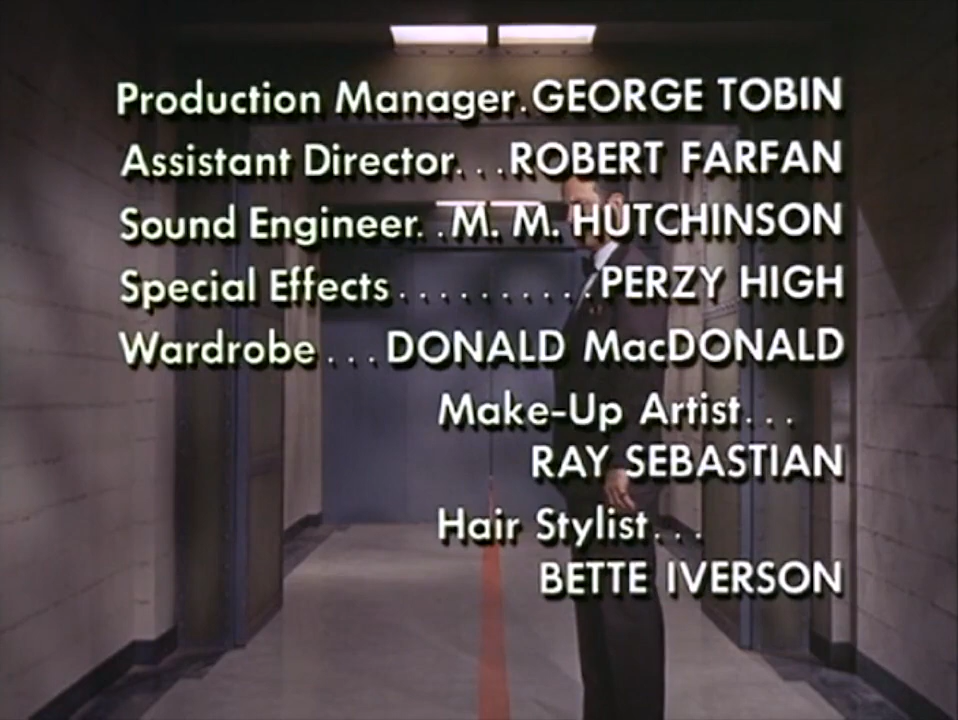 Production Manager.GEORGE TOBIN
Assistant Director...ROBERT FARFAN
Sound Engineer..M. M. HUTCHINSON
Special Effects..........PERZY HIGH
Wardrobe...DONALD MacDONALD
Make-Up Artist...
RAY SEBASTIAN
Hair Stylist...
BETTE IVERSON